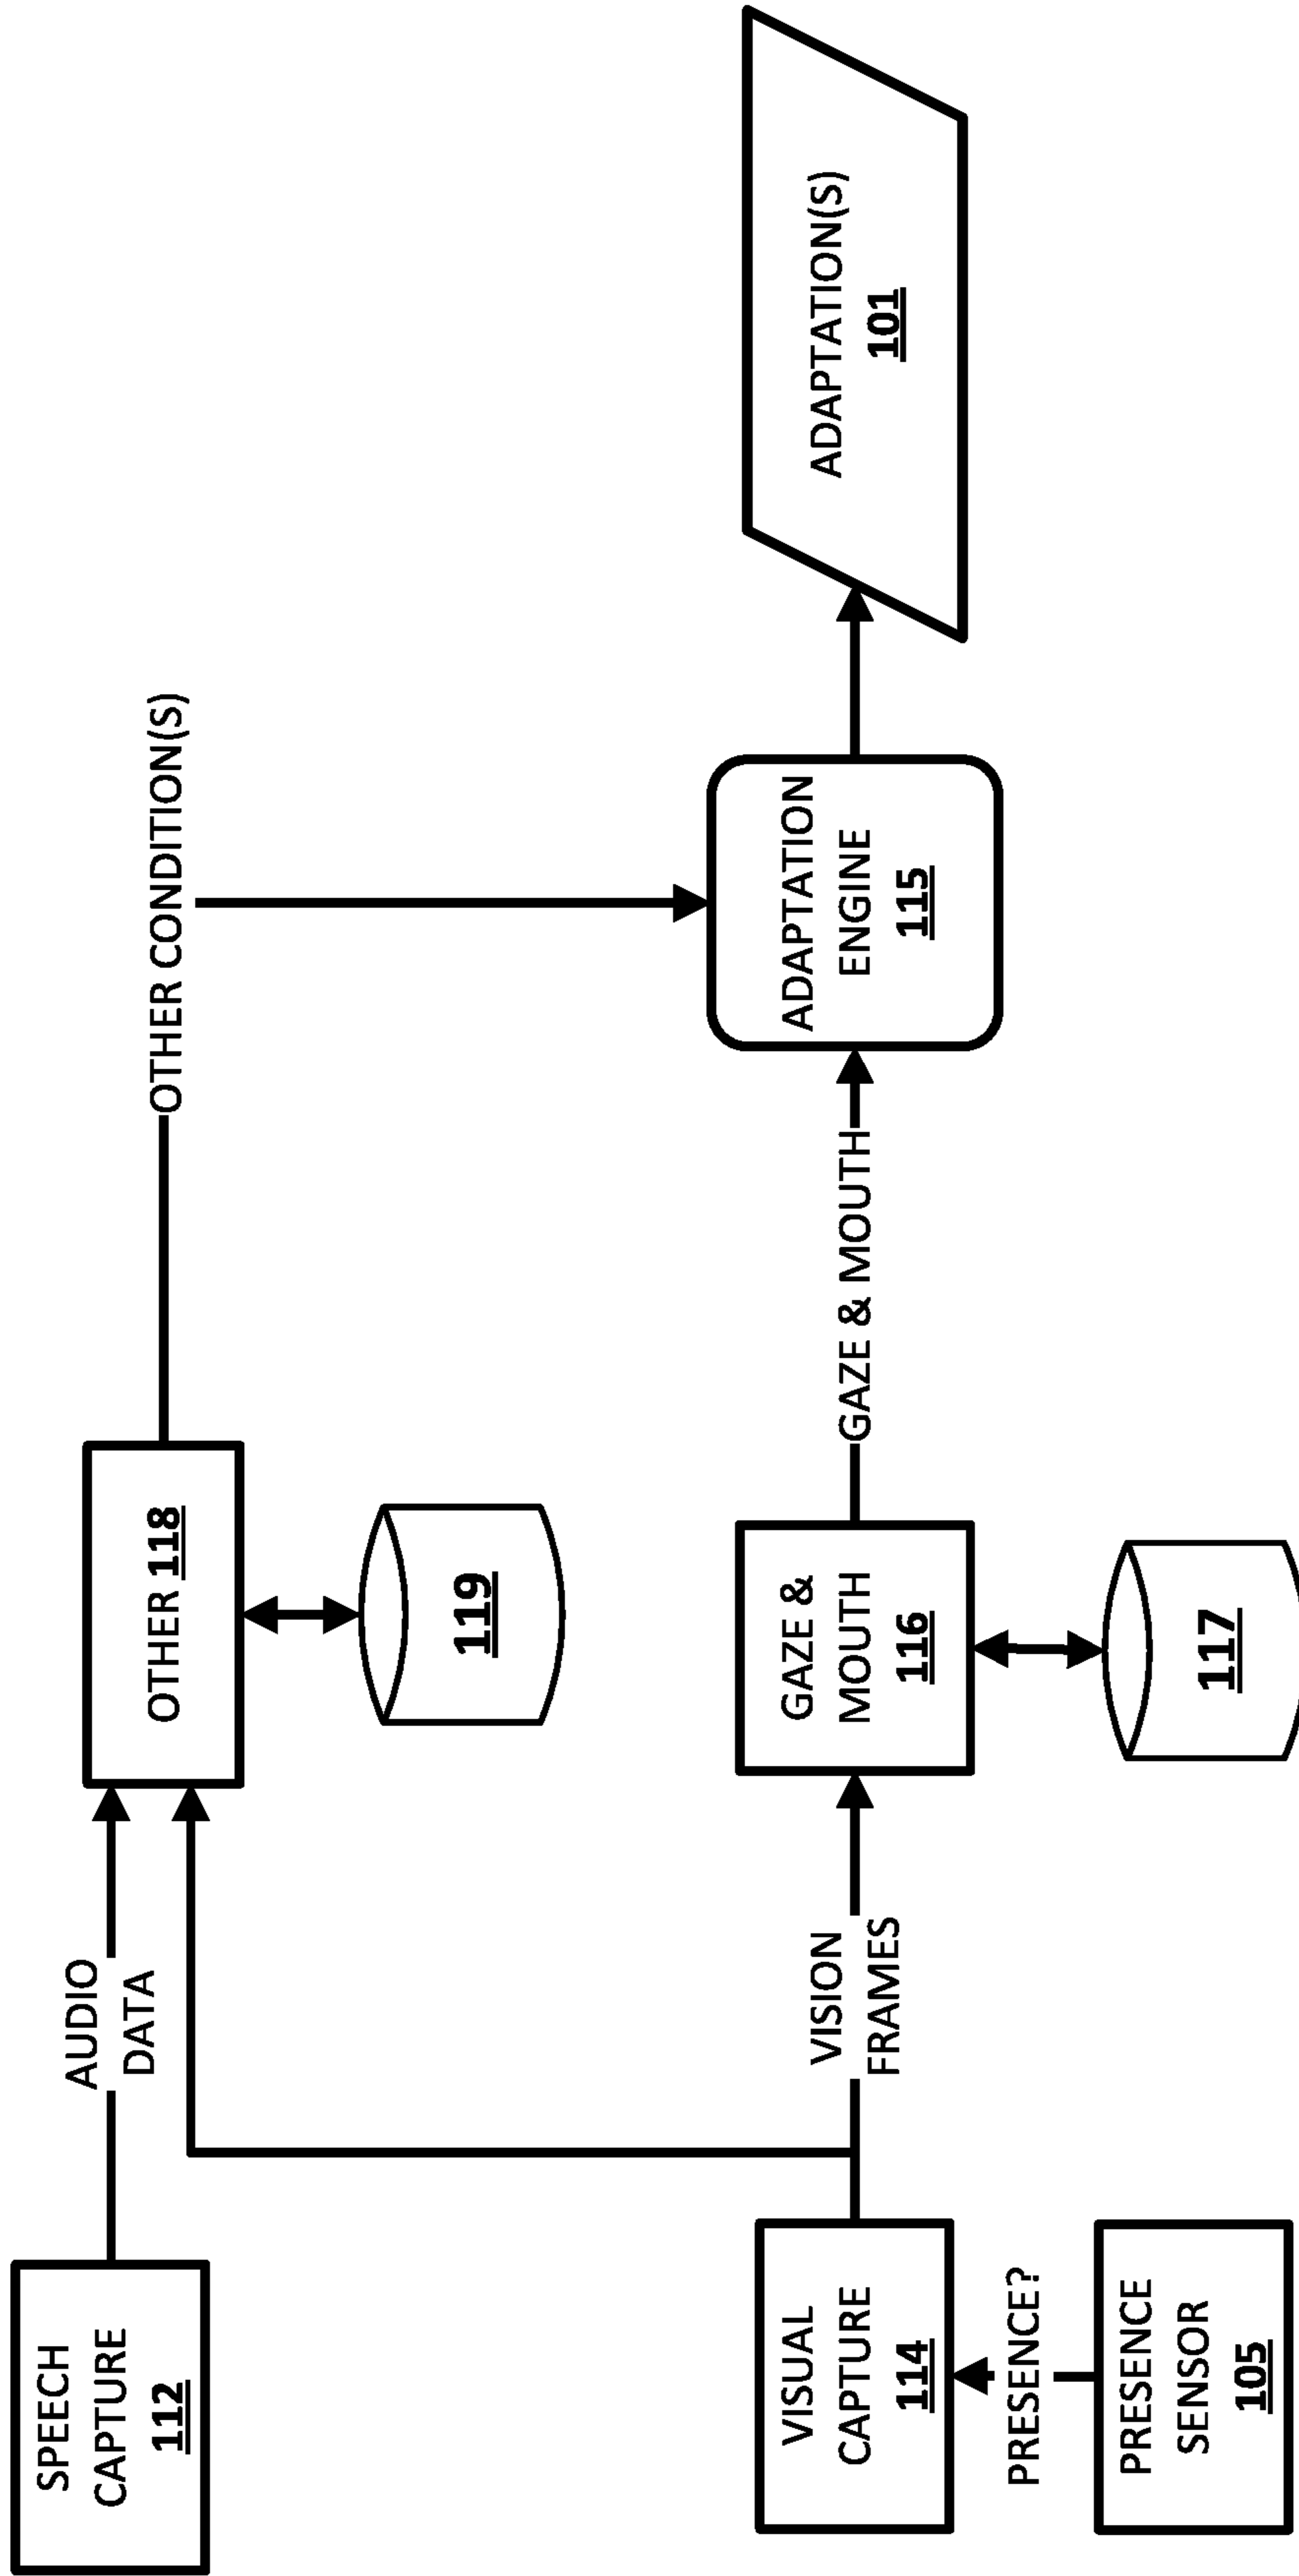 SPEECH
CAPTURE
112
AUDIO
DATA
OTHER 118
119
OTHER CONDITION(S)
VISUAL
CAPTURE
114
PRESENCE?
PRESENCE
SENSOR
105
VISION
FRAMES
GAZE &
MOUTH
116
117
GAZE & MOUTH
ADAPTATION
ENGINE
115
ADAPTATION(S)
101